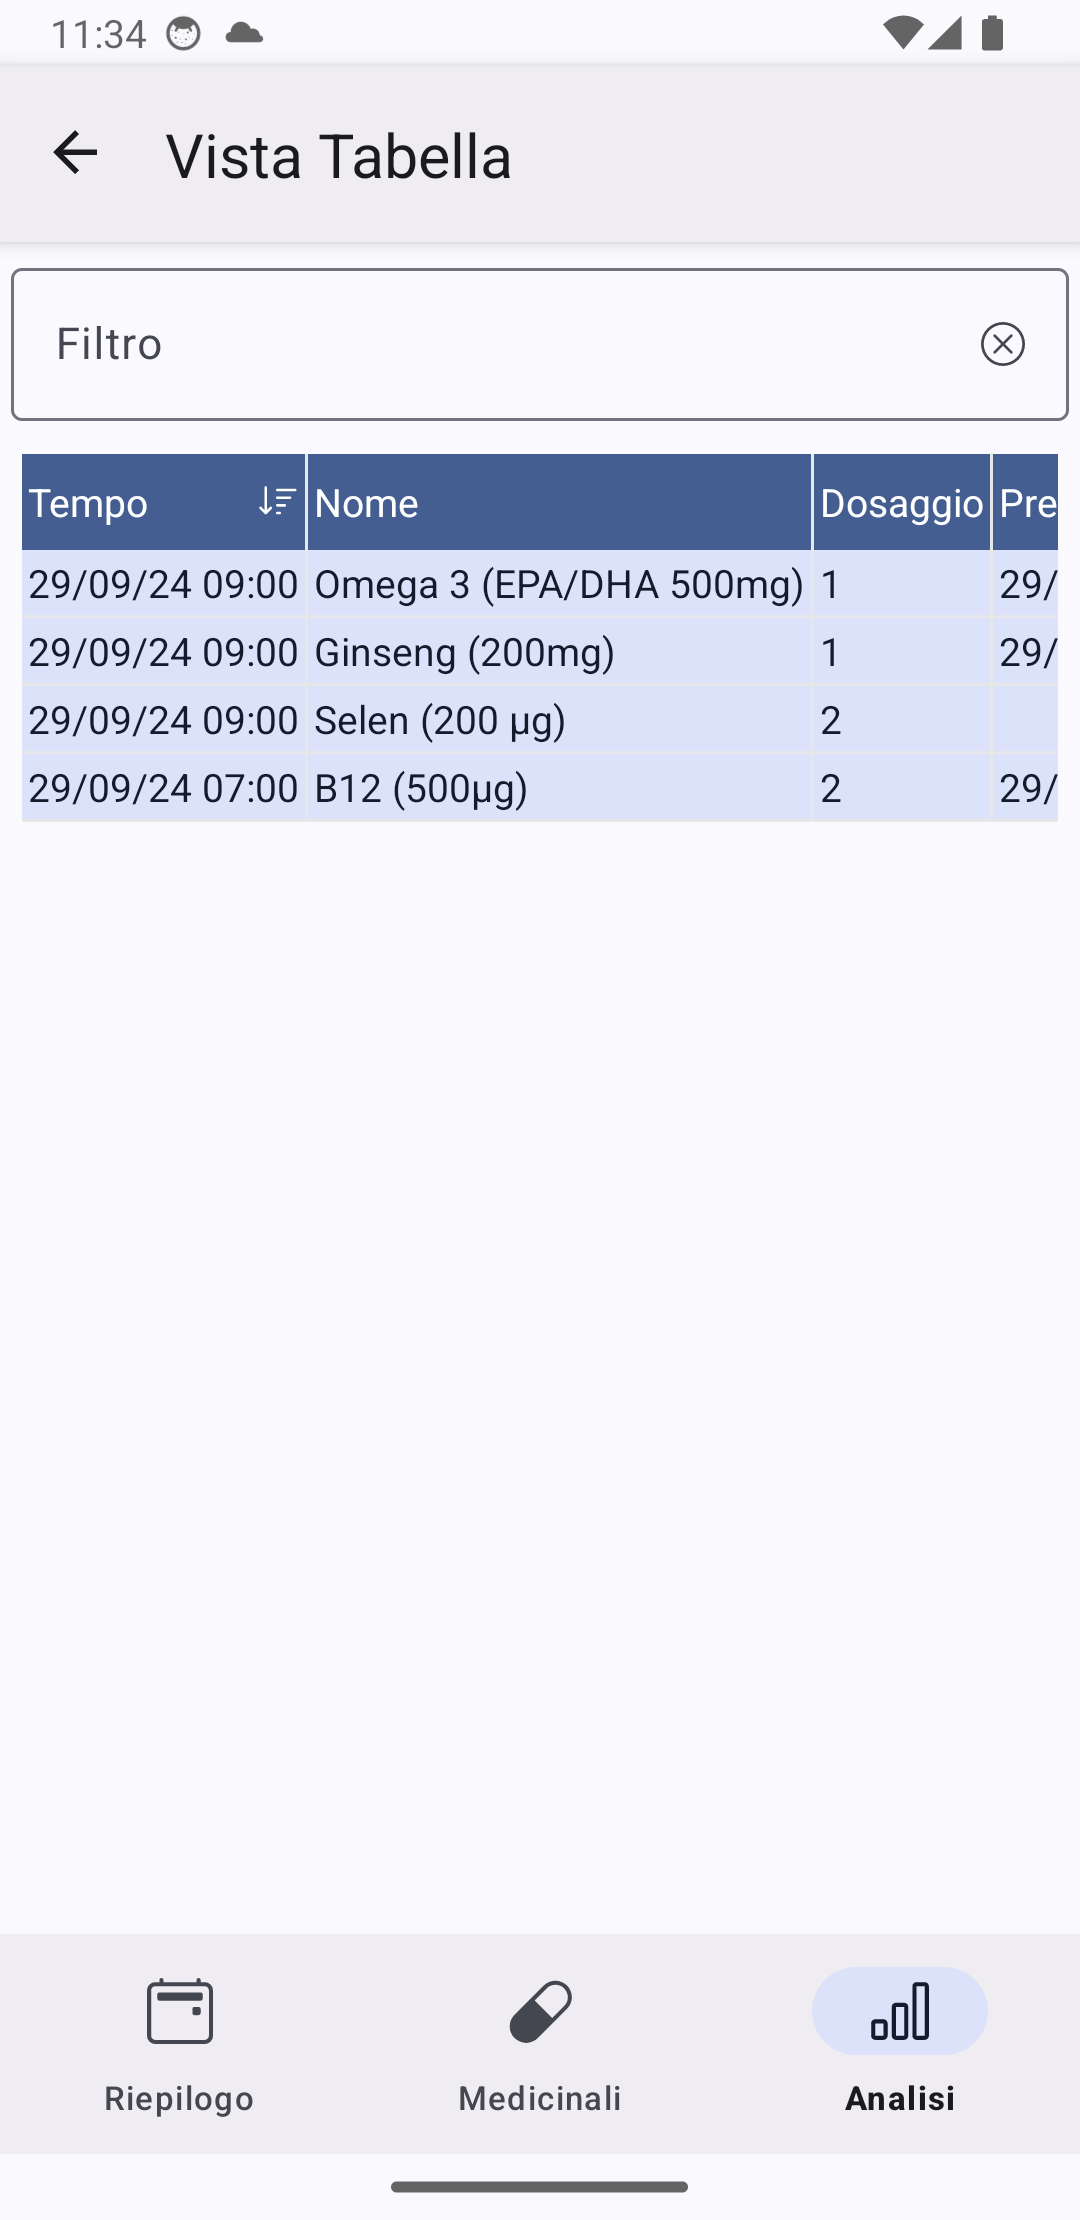 11:34
Vista Tabella
Filtro
Tempo Nome Dosaggio Pre
29/09/24 09:00 Omega 3 (EPA/DHA 500mg) 1 29/
29/09/24 09:00 Ginseng (200mg) 1 29/
29/09/24 09:00 Selen (200 µg) 2
29/09/24 07:00 B12 (500µg) 2 29/
Riepilogo Medicinali Analisi